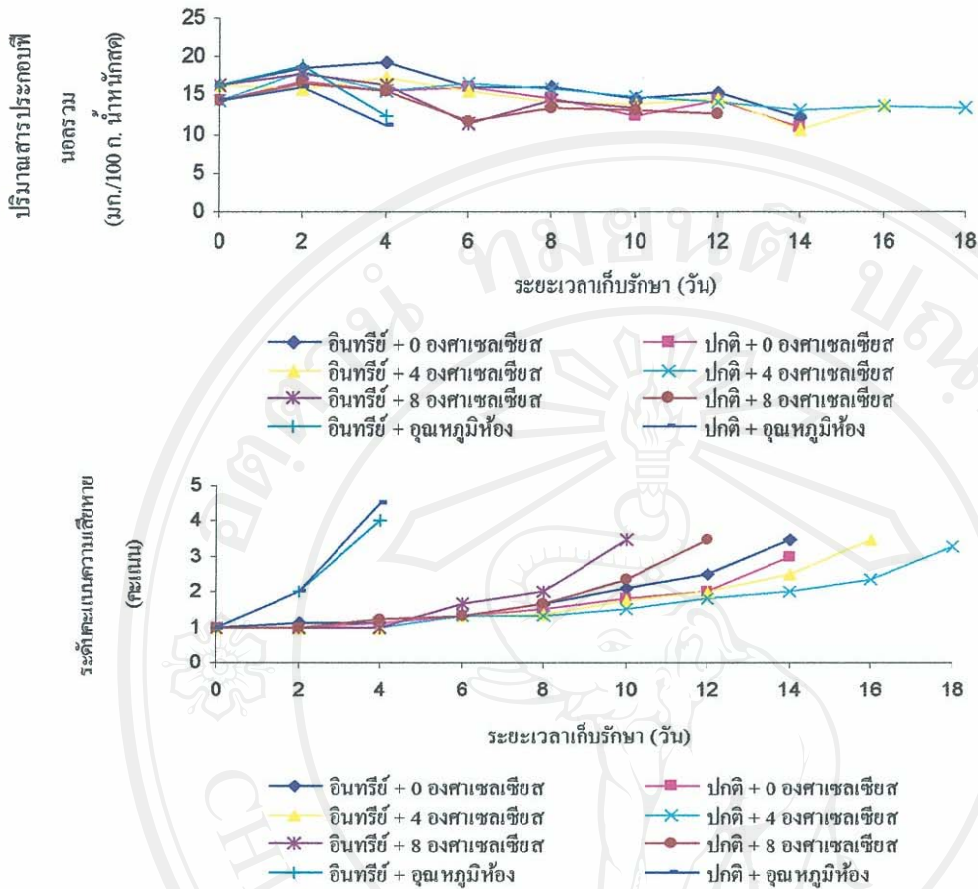 ปริมาณสารประกอบฟี
นอลรวม
(มก./100 ก. น้ำหนักสด)
25
20
15
10
5
0
0 2 4 6 8 10 12 14 16 18
ระยะเวลาเก็บรักษา (วัน)
อินทรีย์ + 0 องศาเซลเซียส
ปกติ + 0 องศาเซลเซียส
อินทรีย์ + 4 องศาเซลเซียส
ปกติ + 4 องศาเซลเซียส
อินทรีย์ + 8 องศาเซลเซียส
ปกติ + 8 องศาเซลเซียส
อินทรีย์ + อุณหภูมิห้อง
ปกติ + อุณหภูมิห้อง
ระดับคะแนนความเสียหาย
(คะแนน)
5
4
3
2
1
0
0 2 4 6 8 10 12 14 16 18
ระยะเวลาเก็บรักษา (วัน)
อินทรีย์ + 0 องศาเซลเซียส
ปกติ + 0 องศาเซลเซียส
อินทรีย์ + 4 องศาเซลเซียส
ปกติ + 4 องศาเซลเซียส
อินทรีย์ + 8 องศาเซลเซียส
ปกติ + 8 องศาเซลเซียส
อินทรีย์ + อุณหภูมิห้อง
ปกติ + อุณหภูมิห้อง